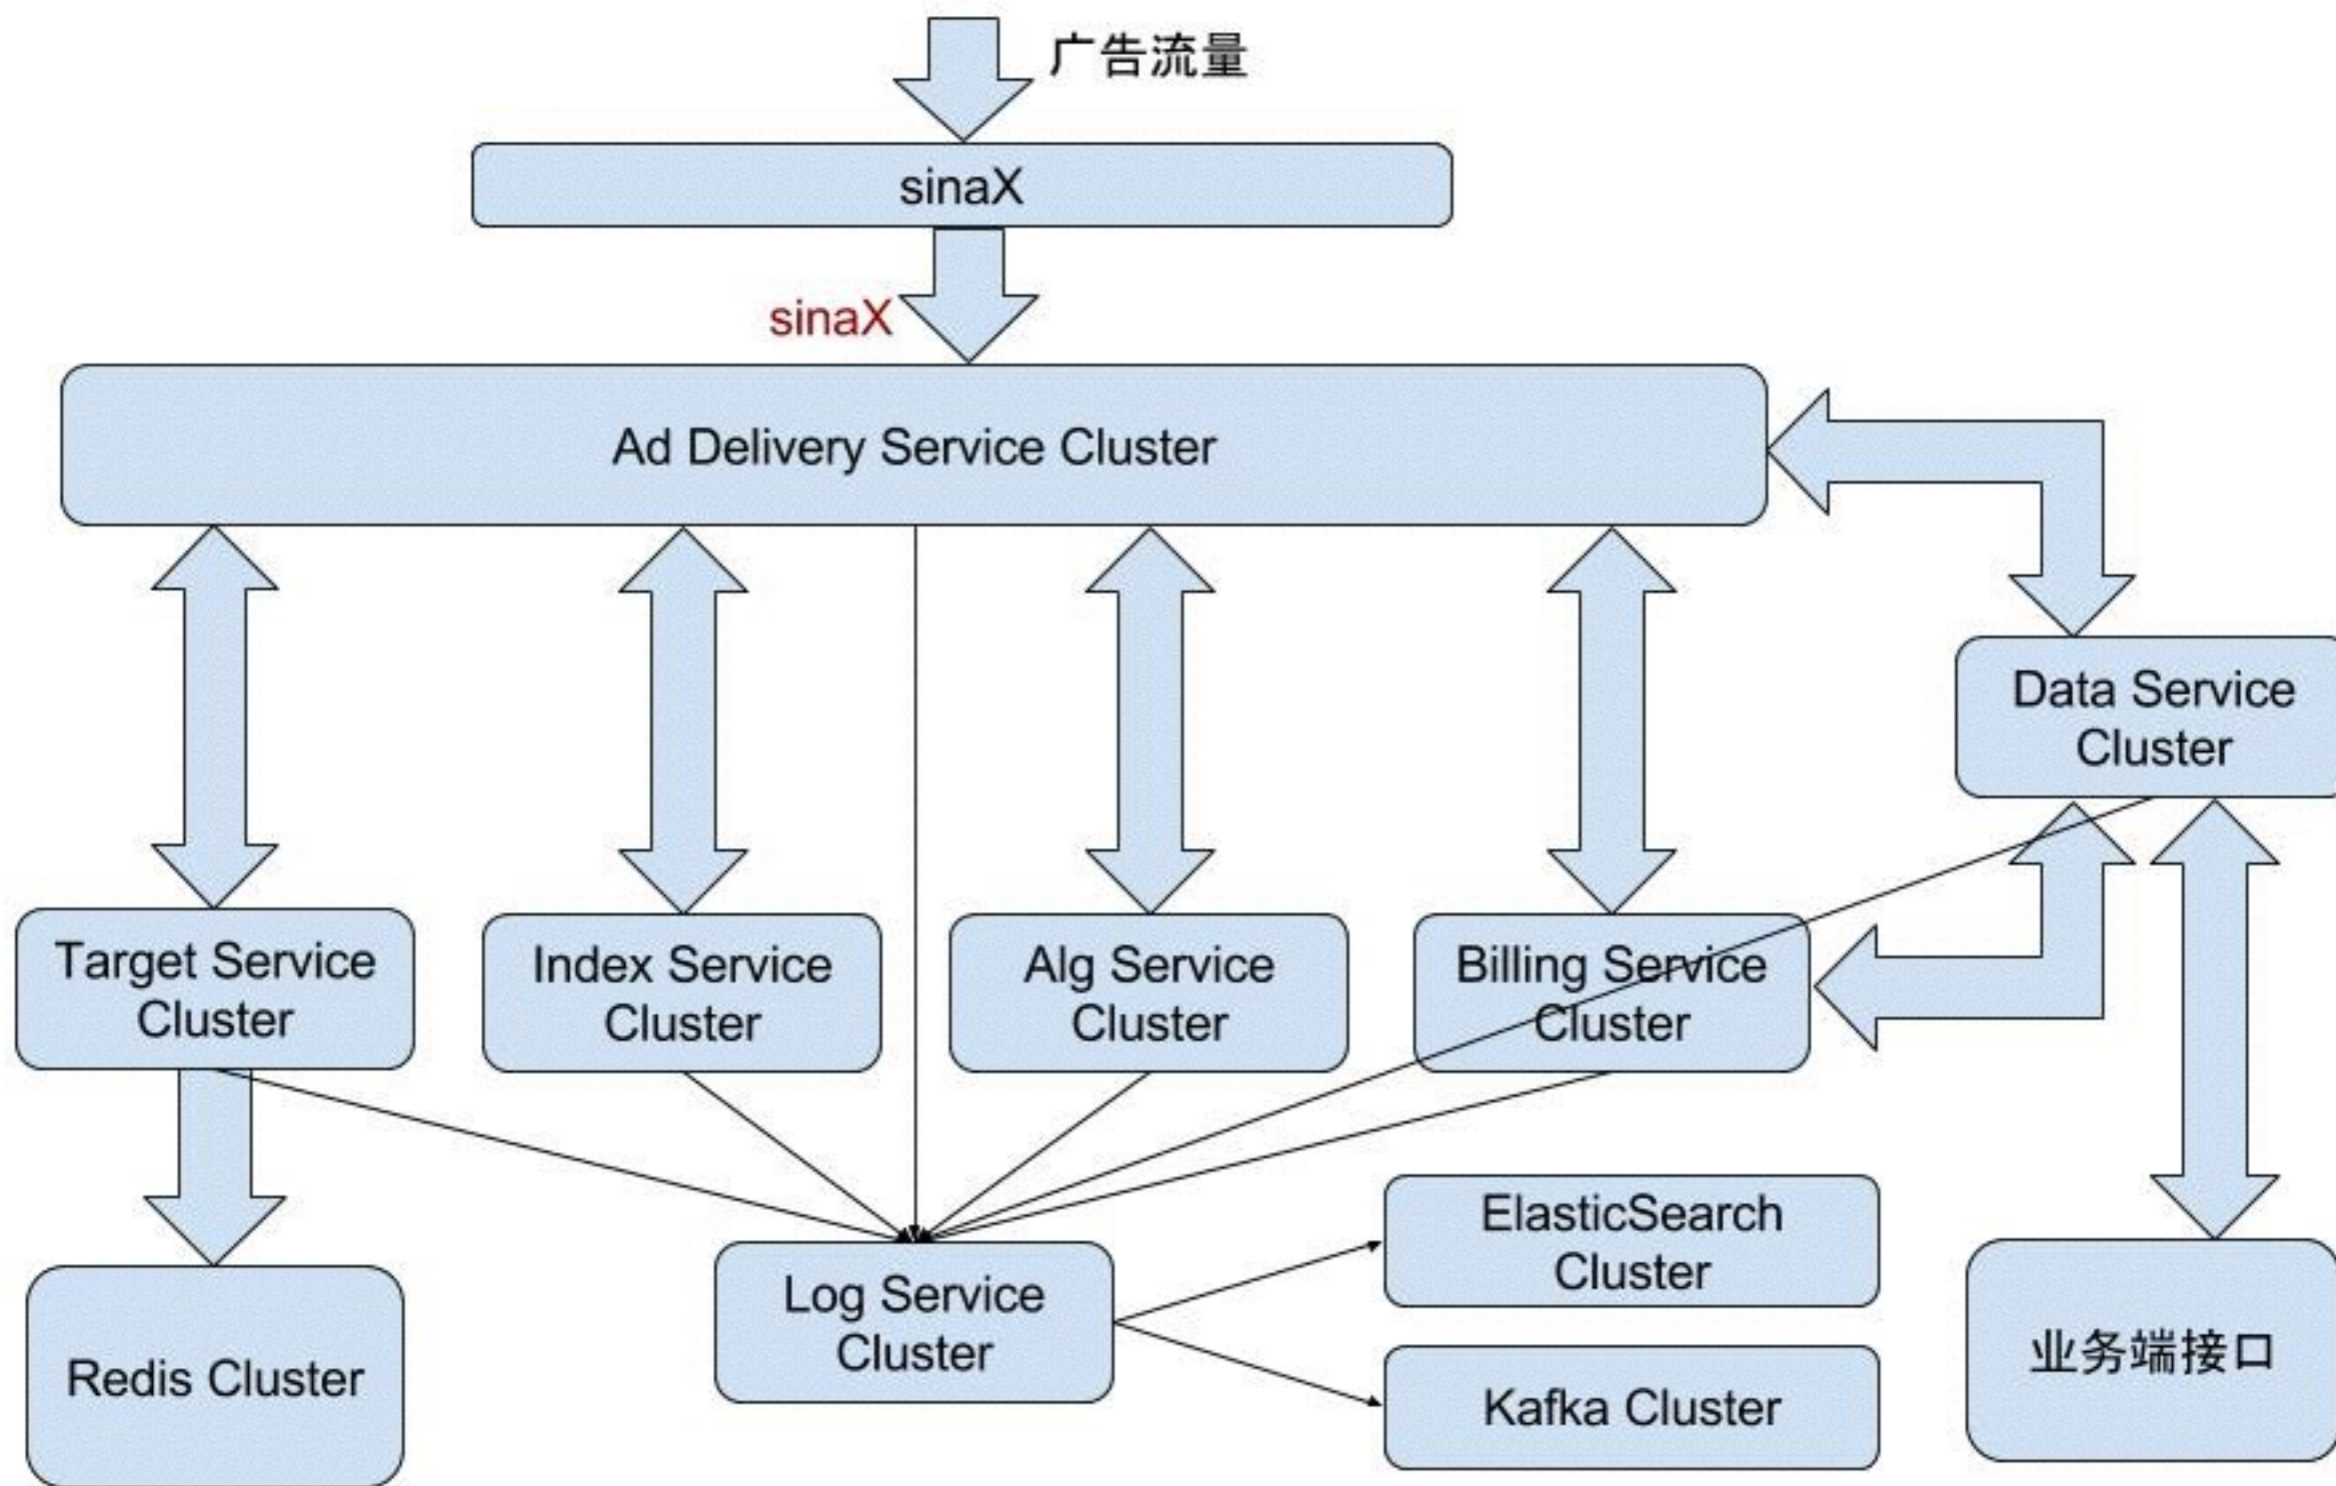 广告流量
sinaX
sinaX
Ad Delivery Service Cluster
Data Service
Cluster
Target Service
Cluster
Index Service
Cluster
Alg Service
Cluster
Billing Service
Cluster
Redis Cluster
Log Service
Cluster
ElasticSearch
Cluster
Kafka Cluster
业务端接口